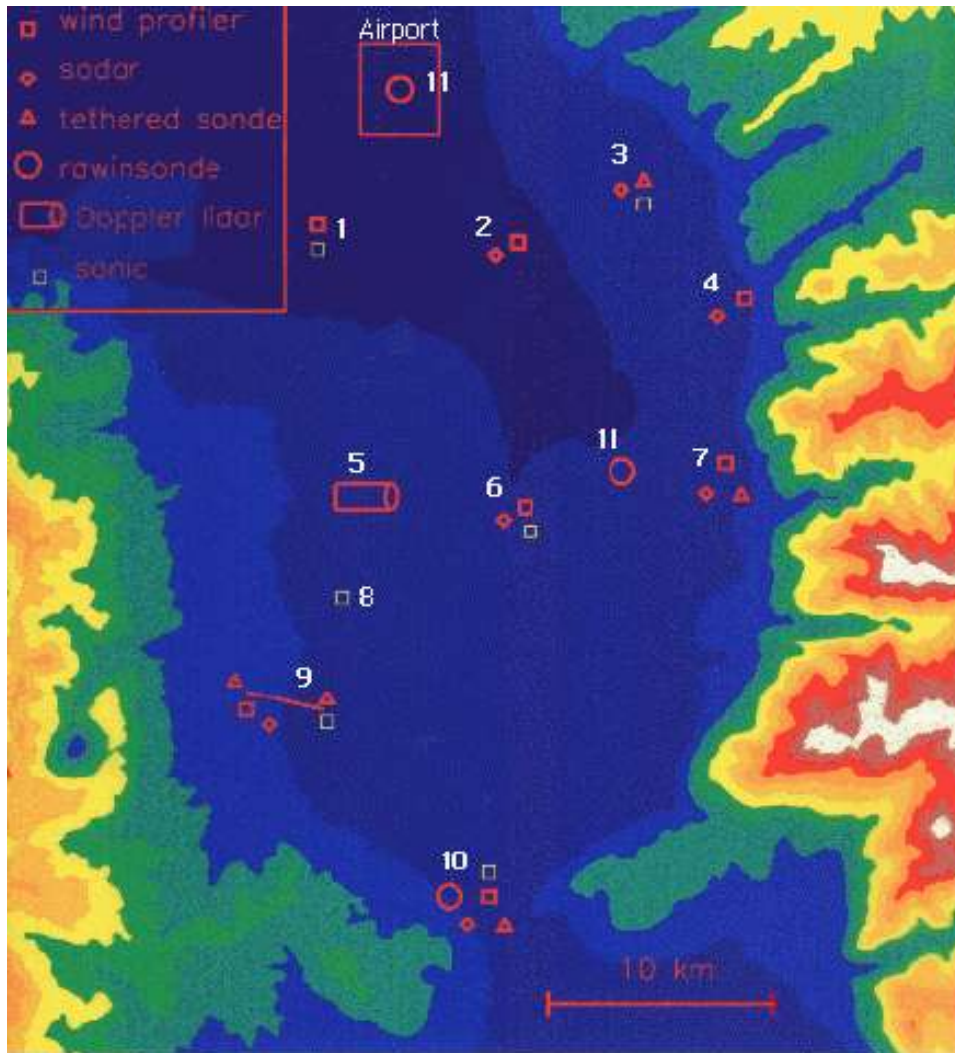 wind profiler
Airport
sodar
11
tethered sonde
rawinsonde
Doppler lidar
sonic
3
1
2
4
11
5
7
6
8
9
10
10 km